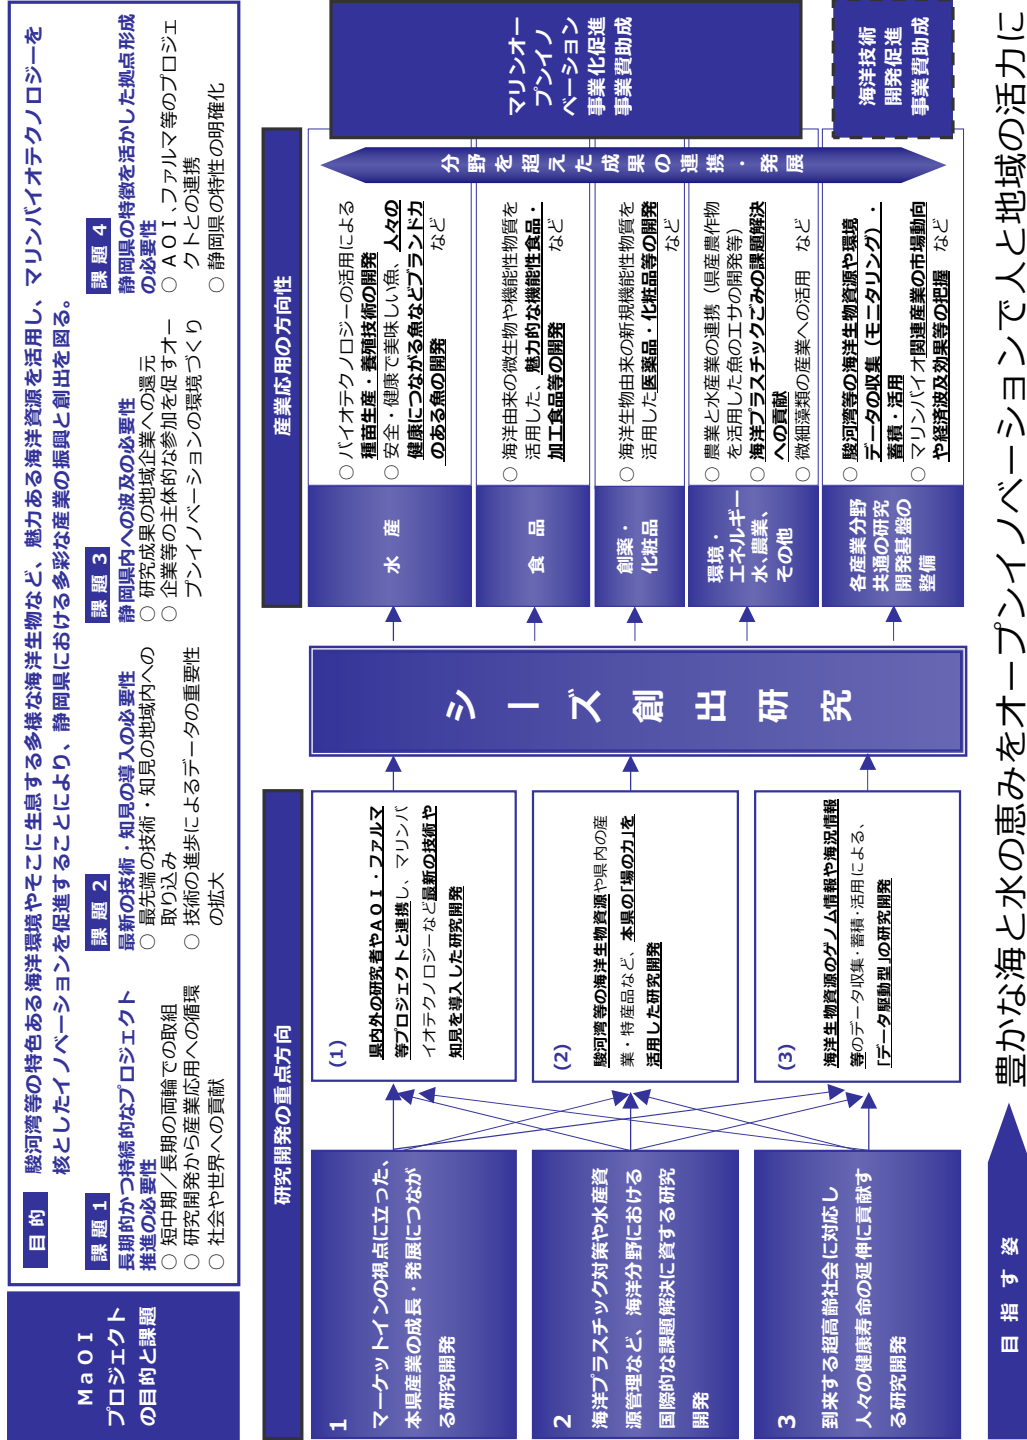 MaOI
プロジェクト
の目的と課題
目的
駿河湾等の特色ある海洋環境やそこに生息する多様な海洋生物など、魅力ある海洋資源を活用し、マリンバイオテクノロジーを
核としたイノベーションを促進することにより、静岡県における多彩な産業の振興と創出を図る。
課題1
長期的かつ持続的なプロジェクト
推進の必要性
○ 短中期／長期の両輪での取組
○ 研究開発から産業応用への循環
○ 社会や世界への貢献
課題2
最新の技術・知見の導入の必要性
○ 最先端の技術・知見の地域内への
取り込み
○ 技術の進歩によるデータの重要性
の拡大
課題3
静岡県内への波及の必要性
○ 研究成果の地域企業への還元
○ 企業等の主体的な参加を促すオー
プンイノベーションの環境づくり
課題4
静岡県の特徴を活かした拠点形成
の必要性
○ AOI、ファルマ等のプロジェ
クトとの連携
○ 静岡県の特性の明確化
研究開発の重点方向
1
マーケットインの視点に立った、
本県産業の成長・発展につなが
る研究開発
2
海洋プラスチック対策や水産資
源管理など、海洋分野における
国際的な課題解決に資する研究
開発
3
到来する超高齢社会に対応し
人々の健康寿命の延伸に貢献す
る研究開発
(1)
県内外の研究者やAOI・ファルマ
等プロジェクトと連携し、マリンバ
イオテクノロジーなど最新の技術や
知見を導入した研究開発
(2)
駿河湾等の海洋生物資源や県内の産
業・特産品など、本県の「場の力」を
活用した研究開発
(3)
海洋生物資源のゲノム情報や海況情報
等のデータ収集・蓄積・活用による、
「データ駆動型」の研究開発
シーズ創出研究
産業応用の方向性
水産
○ バイオテクノロジーの活用による
種苗生産・養殖技術の開発
○ 安全・健康で美味しい魚、人々の
健康につながる魚などブランド力
のある魚の開発 など
食品
○ 海洋由来の微生物や機能性物質を
活用した、魅力的な機能性食品・
加工食品等の開発 など
創薬・
化粧品
○ 海洋生物由来の新規機能性物質を
活用した医薬品・化粧品等の開発
など
環境・
エネルギー
水、農業、
その他
○ 農業と水産業の連携（県産農作物
を活用した魚のエサの開発等）
○ 海洋プラスチックごみの課題解決
への貢献
○ 微細藻類の産業への活用 など
各産業分野
共通の研究
開発基盤の
整備
○ 駿河湾等の海洋生物資源や環境
データの収集（モニタリング）・
蓄積・活用
○ マリンバイオ関連産業の市場動向
や経済波及効果等の把握 など
分野を超えた成果の連携・発展
マリンオー
プンイノ
ベーション
事業化促進
事業費助成
海洋技術
開発促進
事業費助成
目指す姿
豊かな海と水の恵みをオープンイノベーションで人と地域の活力に